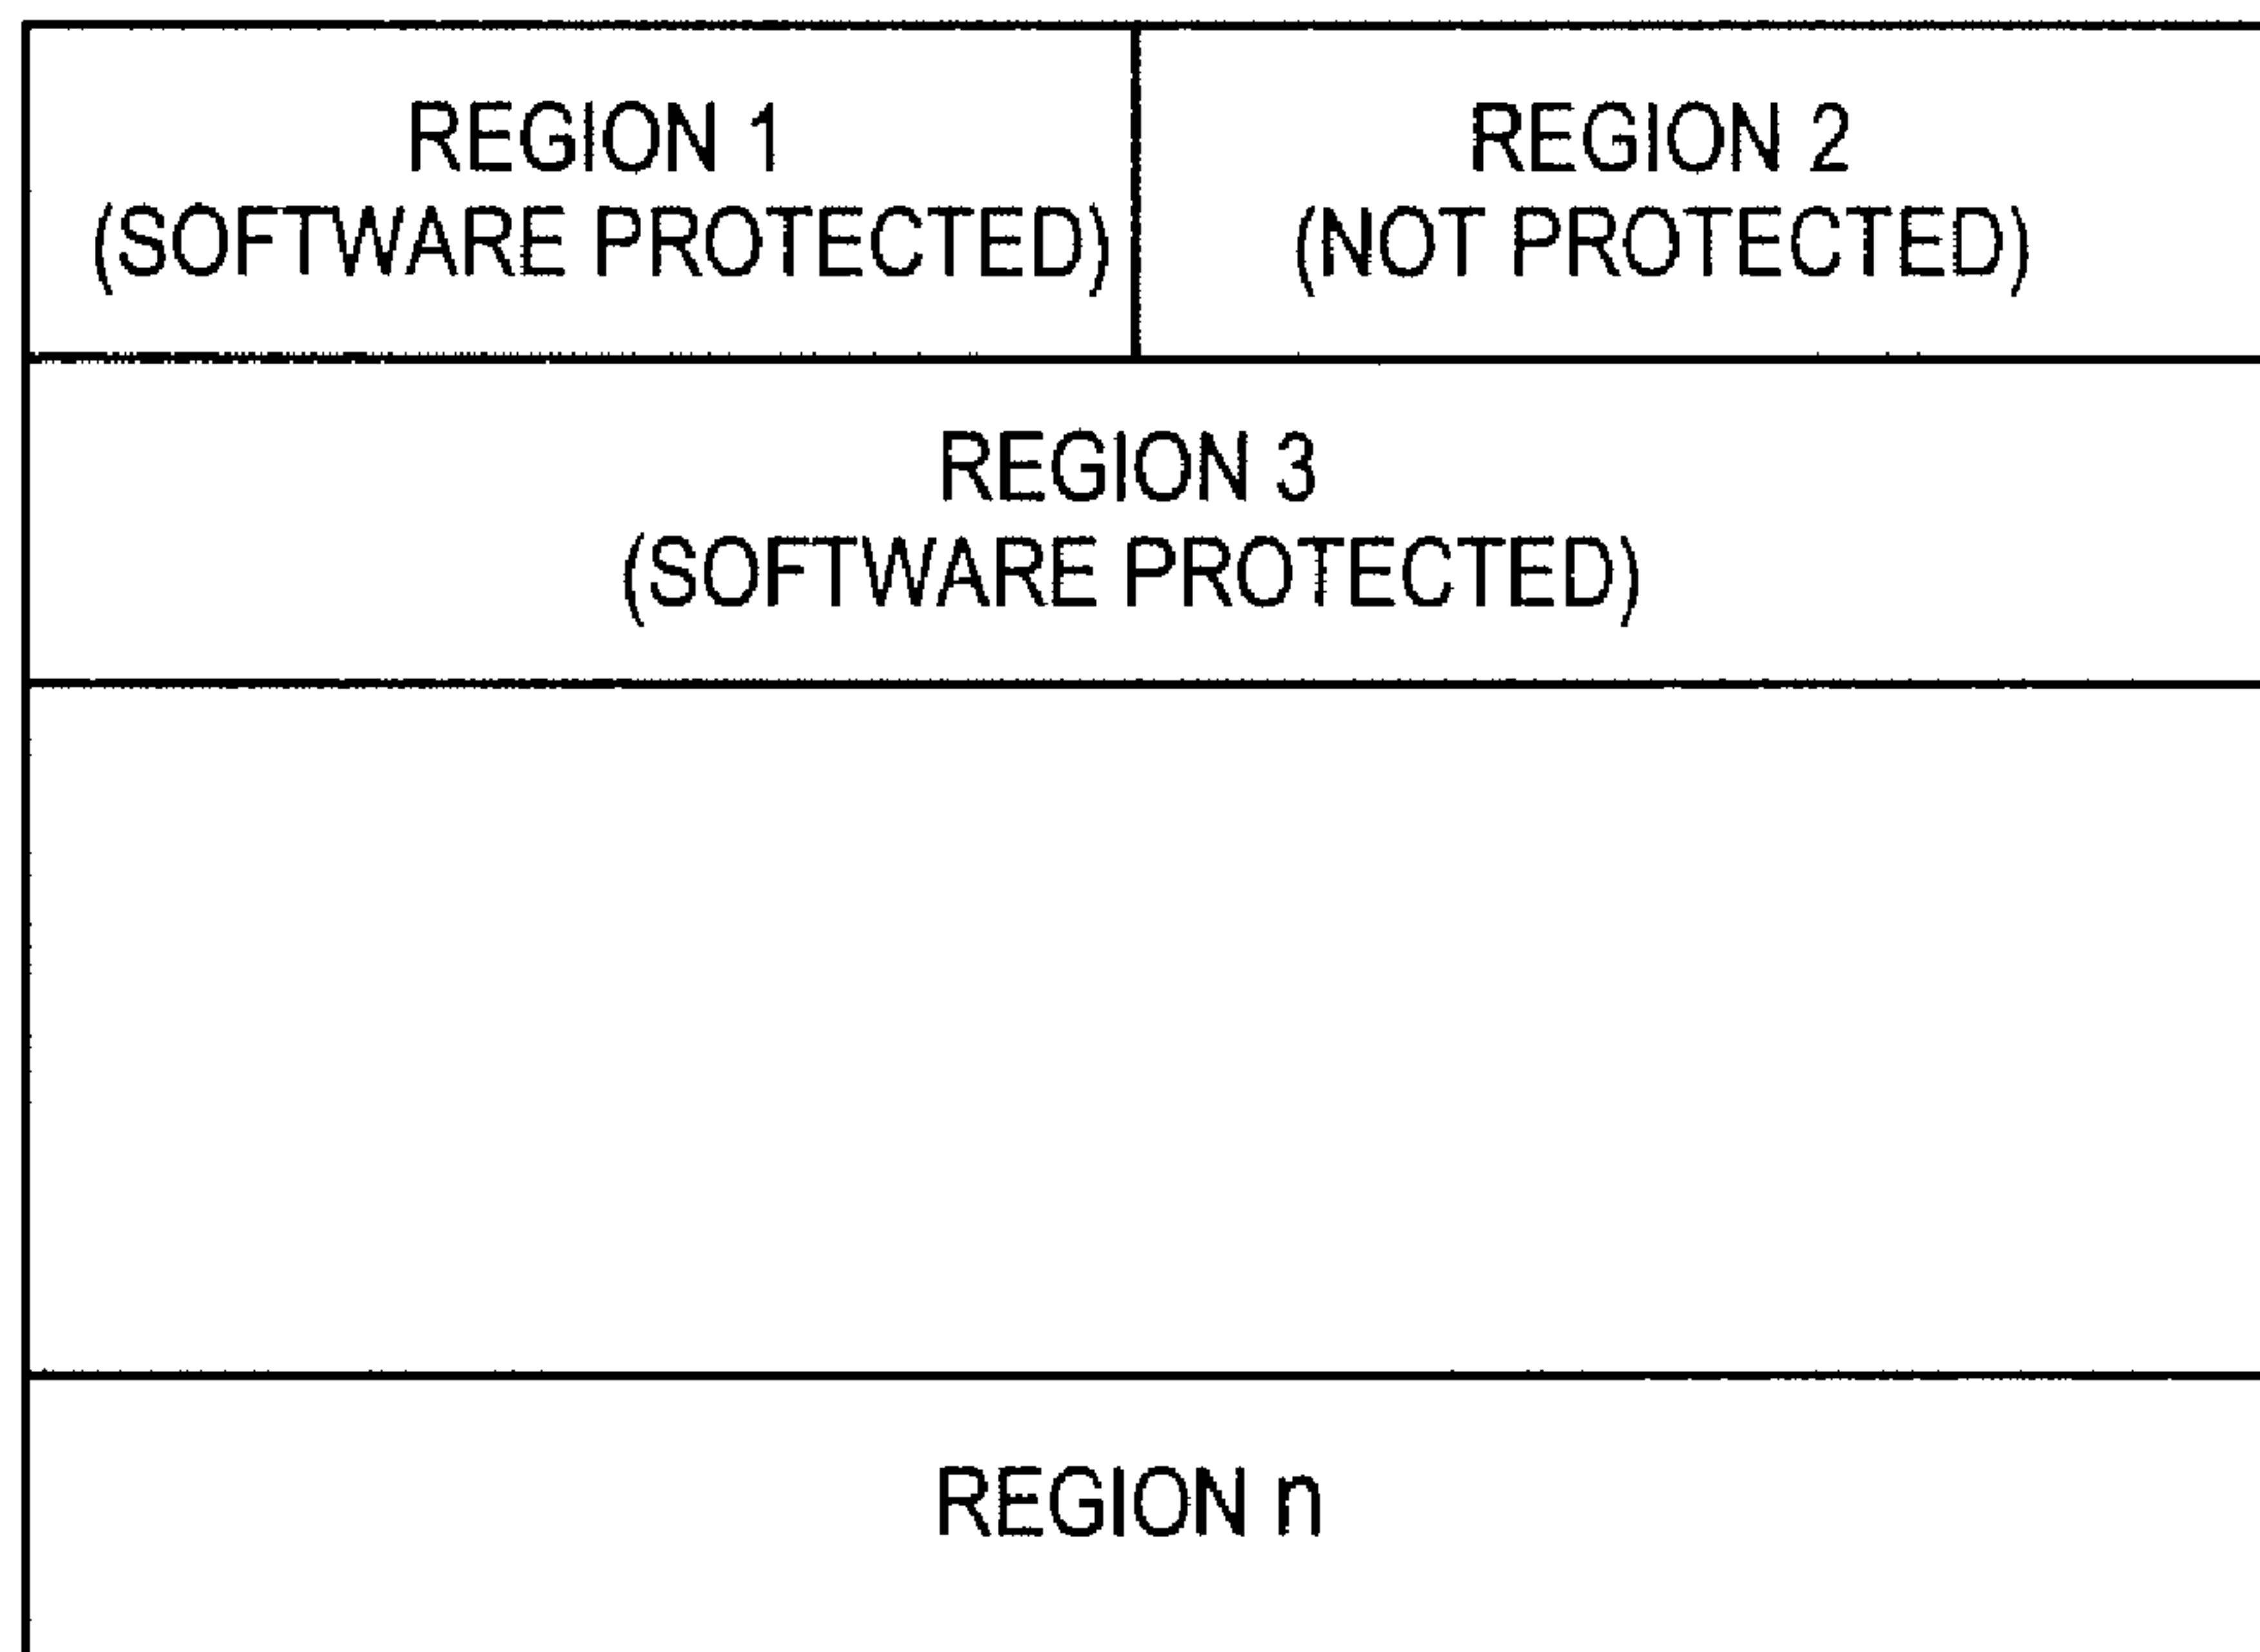 REGION 1
(SOFTWARE PROTECTED)
REGION 2
(NOT PROTECTED)
REGION 3
(SOFTWARE PROTECTED)
REGION n